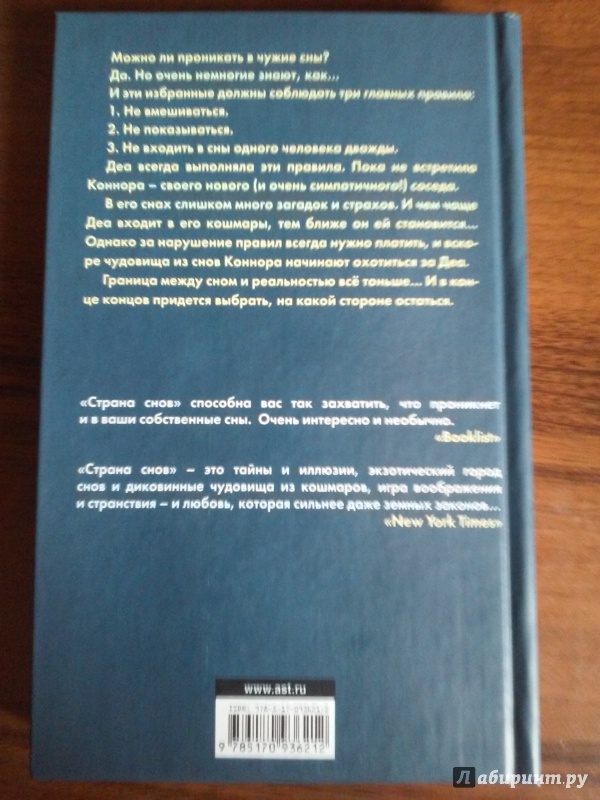 Можно ли проникать в чужие сны?
Да. Но очень немногие знают, как...
И эти избранные должны соблюдать три главных правила:
1. Не вмешиваться.
2. Не показываться.
3. Не входить в сны одного человека дважды.
Деа всегда выполняла эти правила. Пока не встретила
Коннора – своего нового (и очень симпатичного!) соседа.
В его снах слишком много загадок и страхов. И чем чаще
Деа входит в его кошмары, тем ближе он ей становится...
Однако за нарушение правил всегда нужно платить, и вско-
ре чудовища из снов Коннора начинают охотиться за Деа.
Граница между сном и реальностью всё тоньше... И в кон-
це концов придется выбрать, на какой стороне остаться.
«Страна снов» способна вас так захватить, что проникнет
и в ваши собственные сны. Очень интересно и необычно.
«Booklist»
«Страна снов» – это тайны и иллюзии, экзотический город
снов и диковинные чудовища из кошмаров, игра воображения
и странствия – и любовь, которая сильнее даже земных законов...
«New York Times»
www.ast.ru
ISBN 978-5-17-093621-2
9 785170 936212
Лабиринт.ру